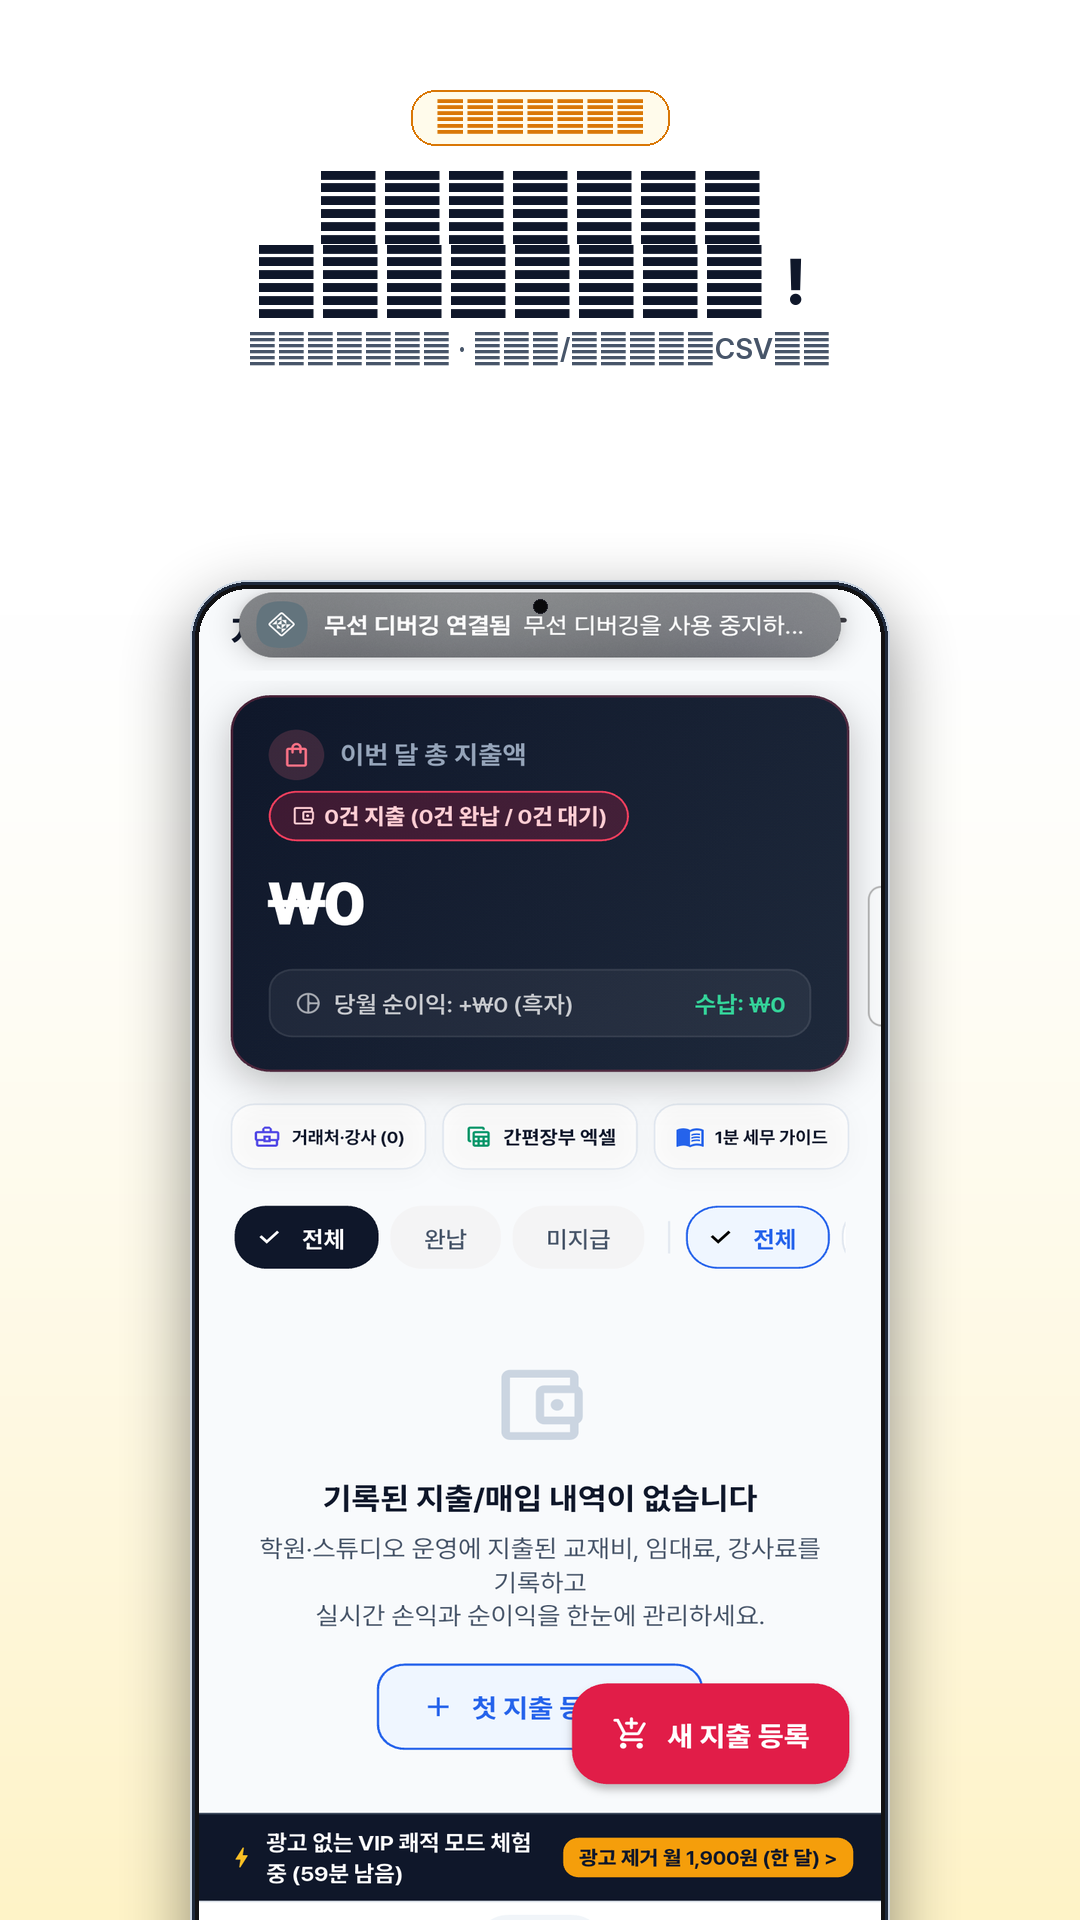 !
· / CSV
무선 디버깅 연결됨 무선 디버깅을 사용 중지하...
이번 달 총 지출액
0건 지출 (0건 완납 / 0건 대기)
₩0
당월 순이익: +₩0 (흑자) 수납: ₩0
거래처·강사 (0) 간편장부 엑셀 1분 세무 가이드
전체 완납 미지급 전체
기록된 지출/매입 내역이 없습니다
학원·스튜디오 운영에 지출된 교재비, 임대료, 강사료를
기록하고
실시간 손익과 순이익을 한눈에 관리하세요.
첫 지출
새 지출 등록
광고 없는 VIP 쾌적 모드 체험
중 (59분 남음)
광고 제거 월 1,900원 (한 달) >